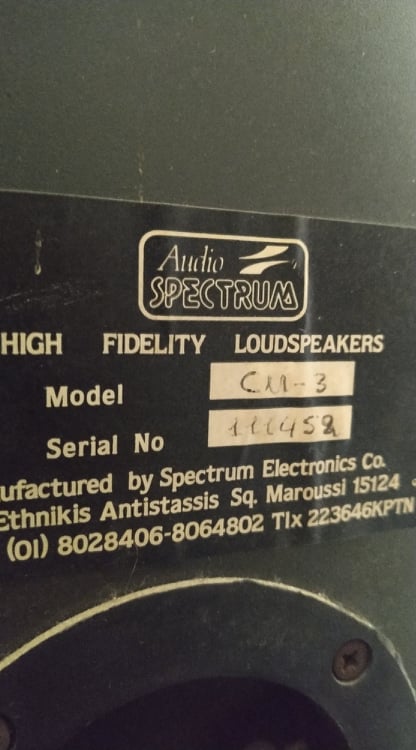 Audio
SPECTRUM
HIGH FIDELITY LOUDSPEAKERS
Model CM-3
Serial No 111452
ufactured by Spectrum Electronics Co.
Ethnikis Antistassis Sq. Maroussi 15124
(01) 8028406-8064802 Tlx 223646KPTN